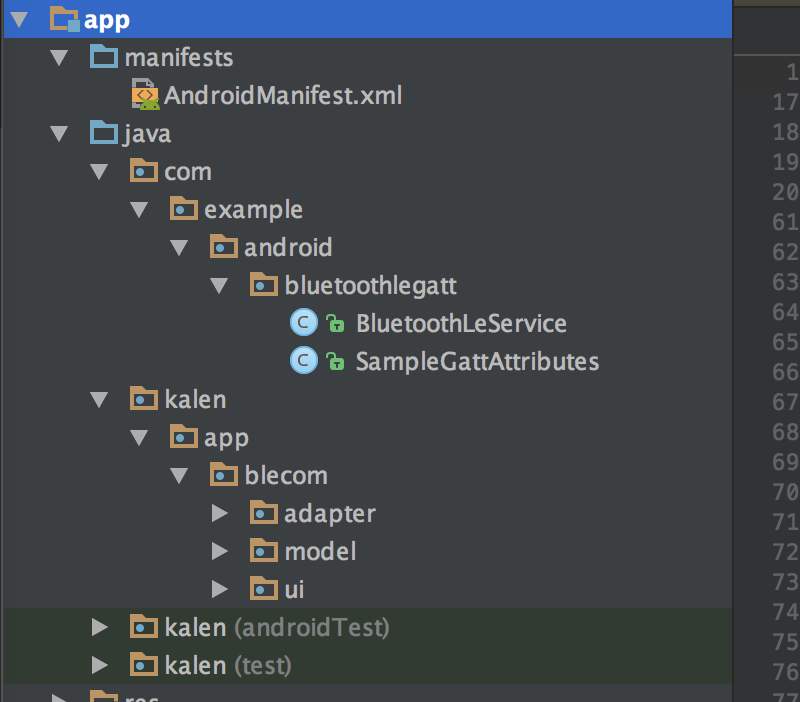 app
manifests
AndroidManifest.xml
java
com
example
android
bluetoothlegatt
C BluetoothLeService
C SampleGattAttributes
kalen
app
blecom
adapter
model
ui
kalen (androidTest)
kalen (test)
res
1
17
18
19
20
61
62
63
64
65
66
67
68
69
70
71
72
73
74
75
76
77